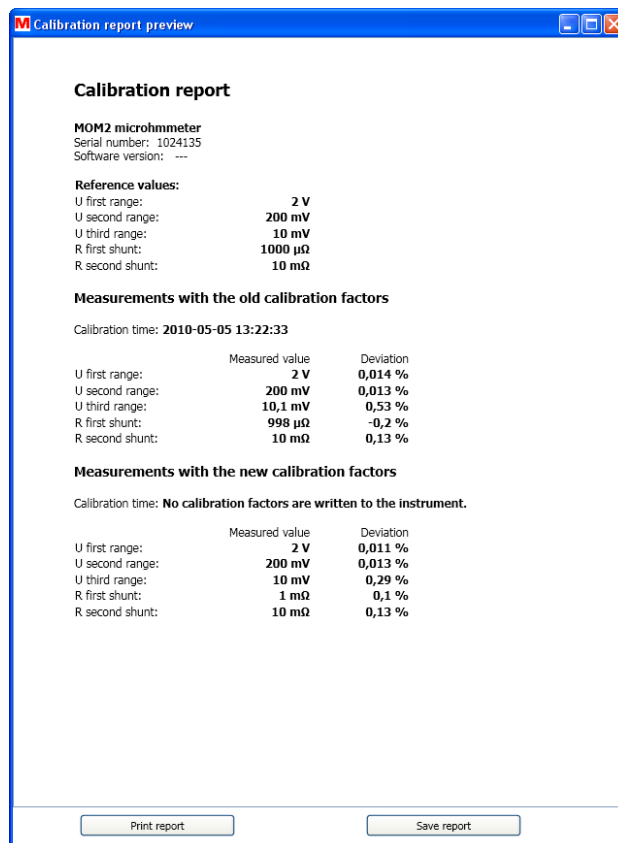 M Calibration report preview
Calibration report
MOM2 microhmmeter
Serial number: 1024135
Software version: ---
Reference values:
U first range: 2 V
U second range: 200 mV
U third range: 10 mV
R first shunt: 1000 μΩ
R second shunt: 10 mΩ
Measurements with the old calibration factors
Calibration time: 2010-05-05 13:22:33
Measured value Deviation
U first range: 2 V 0,014 %
U second range: 200 mV 0,013 %
U third range: 10,1 mV 0,53 %
R first shunt: 998 μΩ -0,2 %
R second shunt: 10 mΩ 0,13 %
Measurements with the new calibration factors
Calibration time: No calibration factors are written to the instrument.
Measured value Deviation
U first range: 2 V 0,011 %
U second range: 200 mV 0,013 %
U third range: 10 mV 0,29 %
R first shunt: 1 mΩ 0,1 %
R second shunt: 10 mΩ 0,13 %
Print report Save report